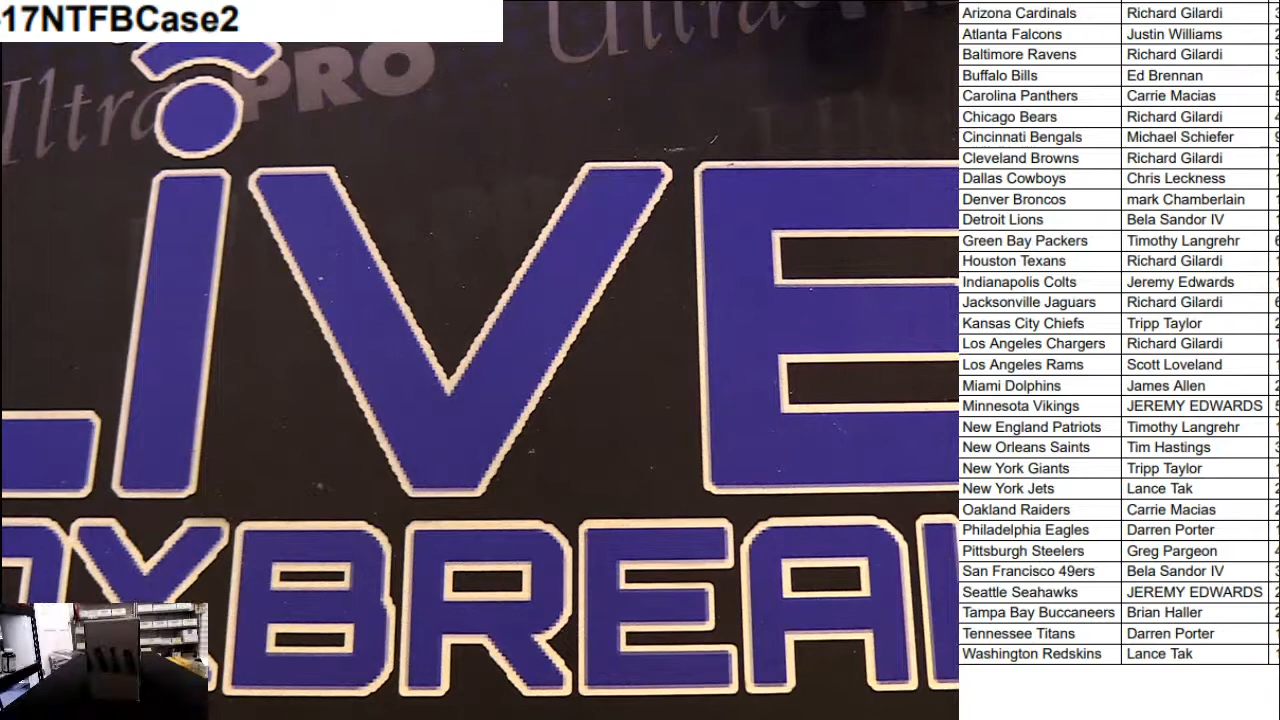 -17NTFBCase2
Ultra PRO
Ultra
LiVE
BREA
Arizona Cardinals Richard Gilardi
Atlanta Falcons Justin Williams
Baltimore Ravens Richard Gilardi
Buffalo Bills Ed Brennan
Carolina Panthers Carrie Macias
Chicago Bears Richard Gilardi
Cincinnati Bengals Michael Schiefer
Cleveland Browns Richard Gilardi
Dallas Cowboys Chris Leckness
Denver Broncos mark Chamberlain
Detroit Lions Bela Sandor IV
Green Bay Packers Timothy Langrehr
Houston Texans Richard Gilardi
Indianapolis Colts Jeremy Edwards
Jacksonville Jaguars Richard Gilardi
Kansas City Chiefs Tripp Taylor
Los Angeles Chargers Richard Gilardi
Los Angeles Rams Scott Loveland
Miami Dolphins James Allen
Minnesota Vikings JEREMY EDWARDS
New England Patriots Timothy Langrehr
New Orleans Saints Tim Hastings
New York Giants Tripp Taylor
New York Jets Lance Tak
Oakland Raiders Carrie Macias
Philadelphia Eagles Darren Porter
Pittsburgh Steelers Greg Pargeon
San Francisco 49ers Bela Sandor IV
Seattle Seahawks JEREMY EDWARDS
Tampa Bay Buccaneers Brian Haller
Tennessee Titans Darren Porter
Washington Redskins Lance Tak